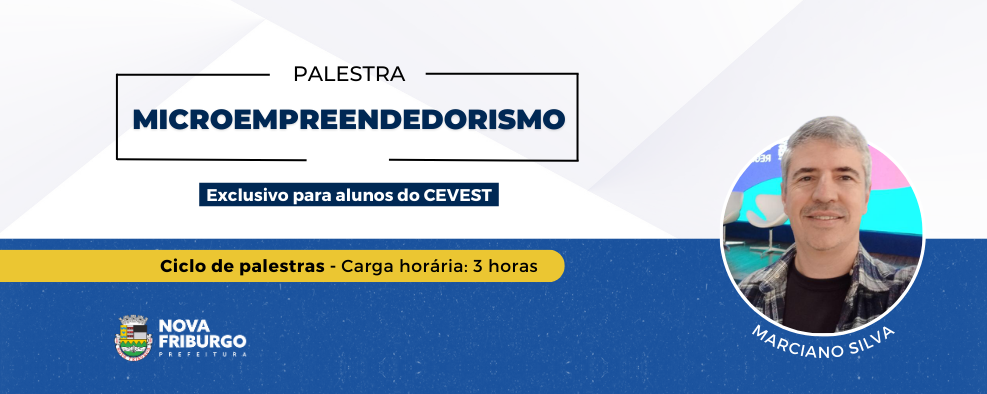 PALESTRA
MICROEMPREENDEDORISMO
Exclusivo para alunos do CEVEST
Ciclo de palestras - Carga horária: 3 horas
NOVA
FRIBURGO
PREFEITURA
MARCIANO SILVA